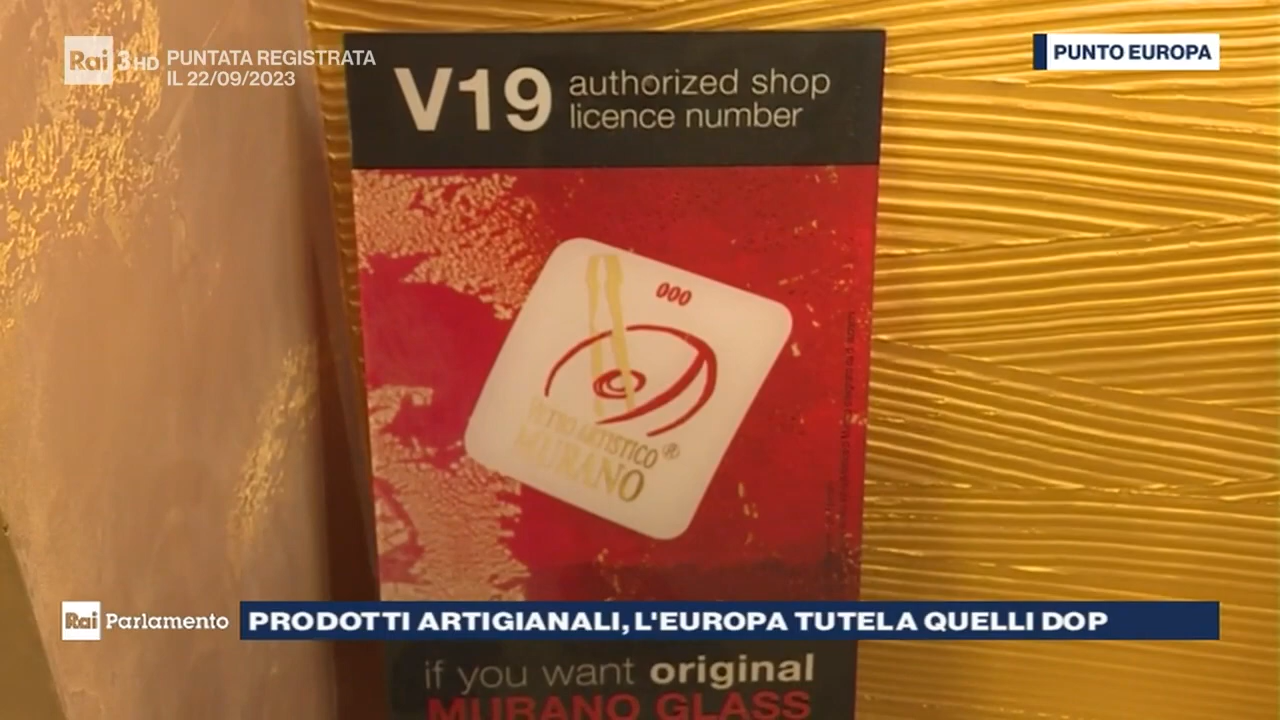 Rai 3 HD PUNTATA REGISTRATA
IL 22/09/2023
PUNTO EUROPA
V19 authorized shop
licence number
000
VETRO ARTISTICO ®
MURANO
Rai Parlamento PRODOTTI ARTIGIANALI, L'EUROPA TUTELA QUELLI DOP
if you want original
MURANO GLASS